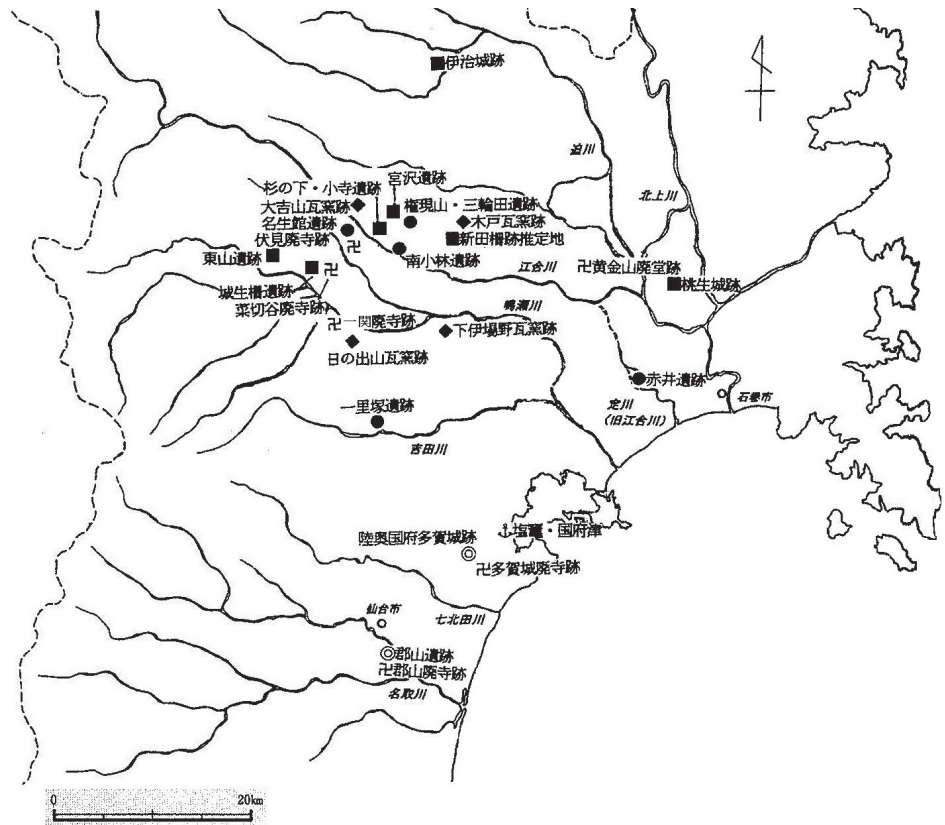 伊治城跡
迫川
宮沢遺跡
北上川
杉の下・小寺遺跡
権現山・三輪田遺跡
大吉山瓦窯跡
木戸瓦窯跡
名生館遺跡
新田柵跡推定地
伏見廃寺跡
卍
東山遺跡
南小林遺跡
江合川
卍黄金山廃堂跡
桃生城跡
卍
城生柵遺跡
菜切谷廃寺跡
鳴瀬川
卍一関廃寺跡
下伊場野瓦窯跡
日の出山瓦窯跡
赤井遺跡
石巻市
一里塚遺跡
定川
(旧江合川)
吉田川
塩竈・国府津
陸奥国府多賀城跡
卍多賀城廃寺跡
仙台市
七北田川
郡山遺跡
卍郡山廃寺跡
名取川
0 20km